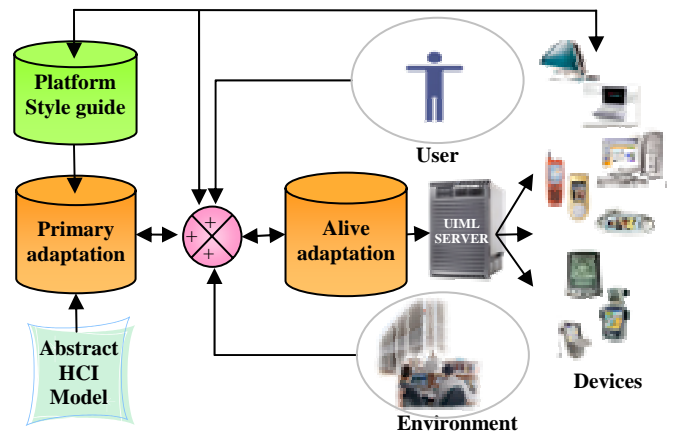 Platform
Style guide
User
Primary
adaptation
+
+
+
Alive
adaptation
UIML
SERVER
Abstract
HCI
Model
Devices
Environment